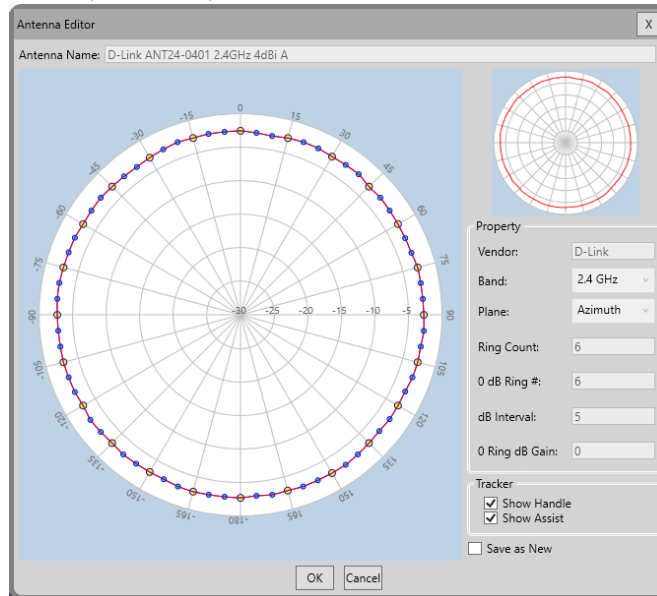 Antenna Editor
X
Antenna Name: D-Link ANT24-0401 2.4GHz 4dBi A
-15 0 15
-30 30
-45 45
-60 60
-75 75
-90 -30 -25 -20 -15 -10 -5 90
-105 105
-120 120
-135 135
-150 150
-165 -180 165
Property
Vendor: D-Link
Band: 2.4 GHz
Plane: Azimuth
Ring Count: 6
0 dB Ring #: 6
dB Interval: 5
0 Ring dB Gain: 0
Tracker
Show Handle
Show Assist
Save as New
OK Cancel